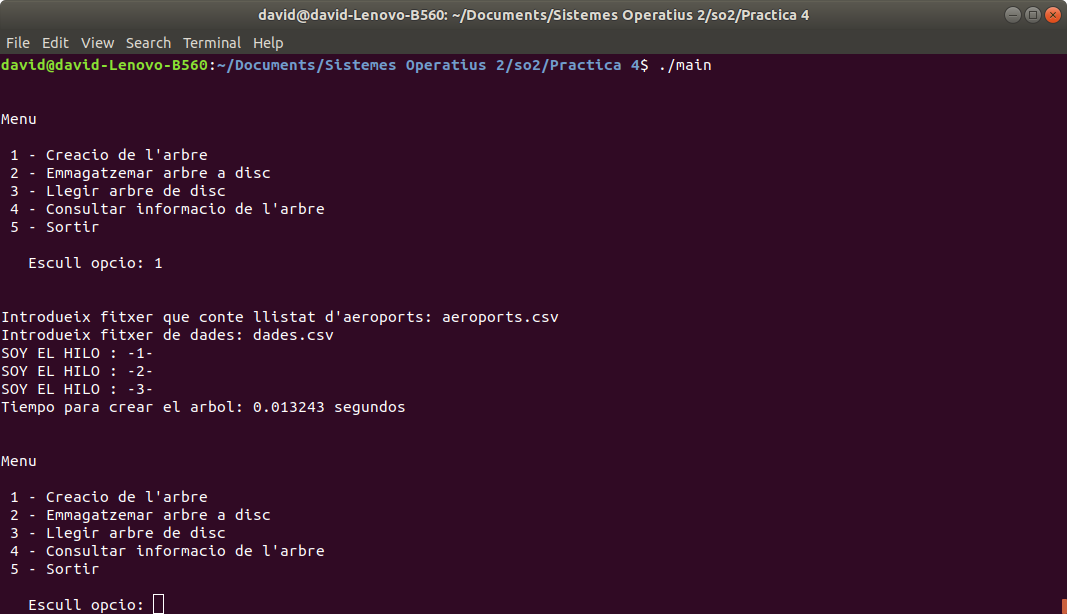 david@david-Lenovo-B560: ~/Documents/Sistemes Operatius 2/so2/Practica 4
File Edit View Search Terminal Help
david@david-Lenovo-B560:~/Documents/Sistemes Operatius 2/so2/Practica 4$ ./main
Menu
1 - Creacio de l'arbre
2 - Emmagatzemar arbre a disc
3 - Llegir arbre de disc
4 - Consultar informacio de l'arbre
5 - Sortir
Escull opcio: 1
Introdueix fitxer que conte llistat d'aeroports: aeroports.csv
Introdueix fitxer de dades: dades.csv
SOY EL HILO : -1-
SOY EL HILO : -2-
SOY EL HILO : -3-
Tiempo para crear el arbol: 0.013243 segundos
Menu
1 - Creacio de l'arbre
2 - Emmagatzemar arbre a disc
3 - Llegir arbre de disc
4 - Consultar informacio de l'arbre
5 - Sortir
Escull opcio: